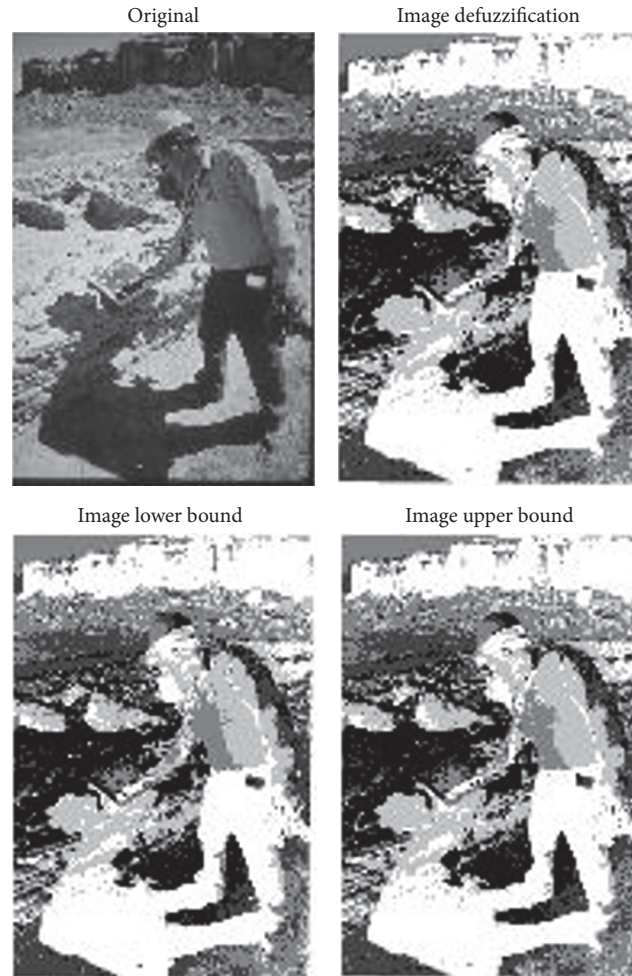 Original
Image defuzzification
Image lower bound
Image upper bound